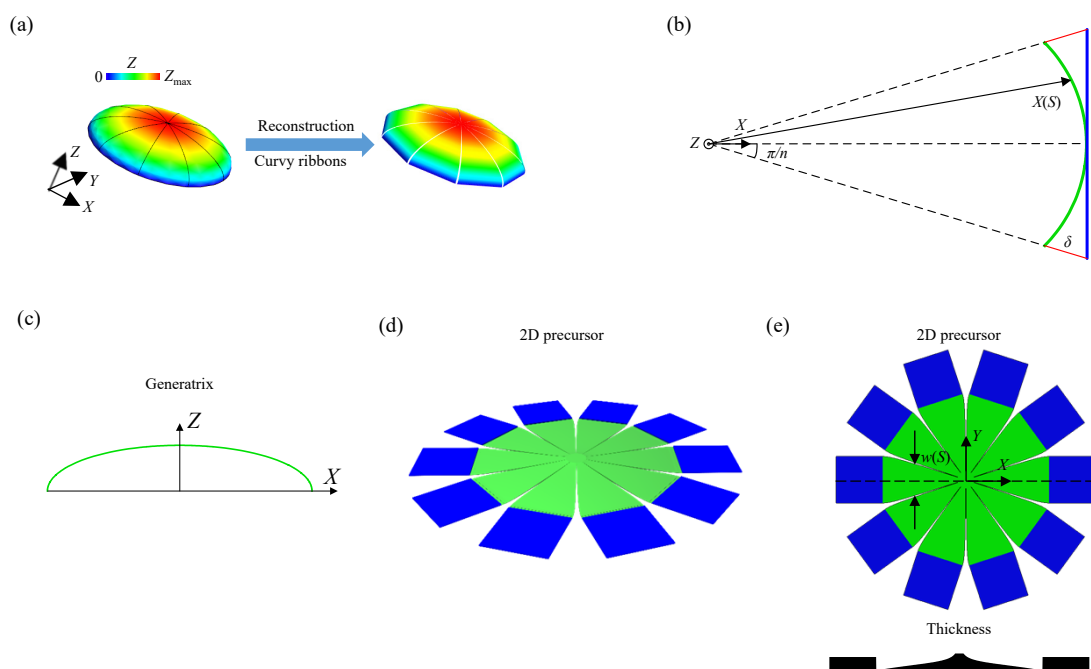 (a)
Z
0
Zmax
Reconstruction
Curvy ribbons
Z
Y
X
(b)
X(S)
Z
X
π/n
δ
(c)
Generatrix
Z
X
(d)
2D precursor
(e)
2D precursor
w(S)
Y
X
Thickness